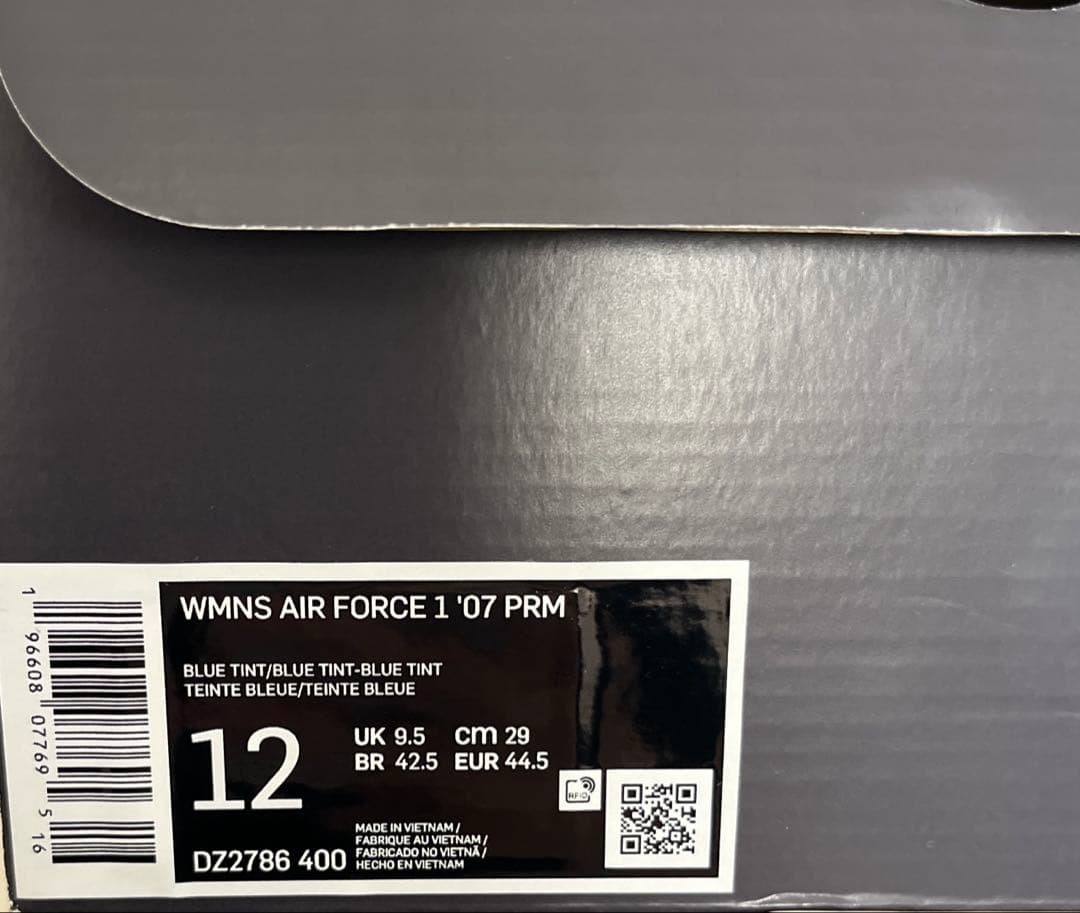 WMNS AIR FORCE 1 '07 PRM
BLUE TINT/BLUE TINT-BLUE TINT
TEINTE BLEUE/TEINTE BLEUE
12
UK 9.5 cm 29
BR 42.5 EUR 44.5
RFID
MADE IN VIETNAM /
FABRIQUE AU VIETNAM /
FABRICADO NO VIETNÃ /
HECHO EN VIETNAM
DZ2786 400
1 96608 07769 5 16